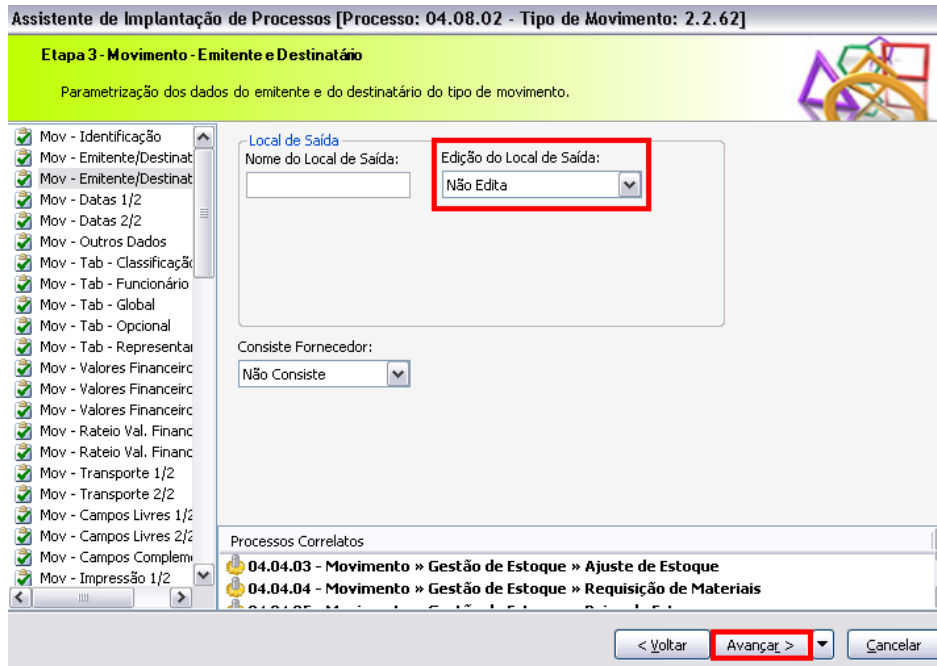 Assistente de Implantação de Processos [Processo: 04.08.02 - Tipo de Movimento: 2.2.62]
Etapa 3 - Movimento - Emitente e Destinatário
Parametrização dos dados do emitente e do destinatário do tipo de movimento.
Mov - Identificação
Mov - Emitente/Destinat
Mov - Emitente/Destinat
Mov - Datas 1/2
Mov - Datas 2/2
Mov - Outros Dados
Mov - Tab - Classificaçã
Mov - Tab - Funcionário
Mov - Tab - Global
Mov - Tab - Opcional
Mov - Tab - Representa
Mov - Valores Financeiro
Mov - Valores Financeiro
Mov - Valores Financeiro
Mov - Rateio Val. Financ
Mov - Rateio Val. Financ
Mov - Transporte 1/2
Mov - Transporte 2/2
Mov - Campos Livres 1/2
Mov - Campos Livres 2/2
Mov - Campos Complem
Mov - Impressão 1/2
Local de Saída
Nome do Local de Saída:
Edição do Local de Saída:
Não Edita
Consiste Fornecedor:
Não Consiste
Processos Correlatos
04.04.03 - Movimento » Gestão de Estoque » Ajuste de Estoque
04.04.04 - Movimento » Gestão de Estoque » Requisição de Materiais
< Voltar
Avançar >
Cancelar